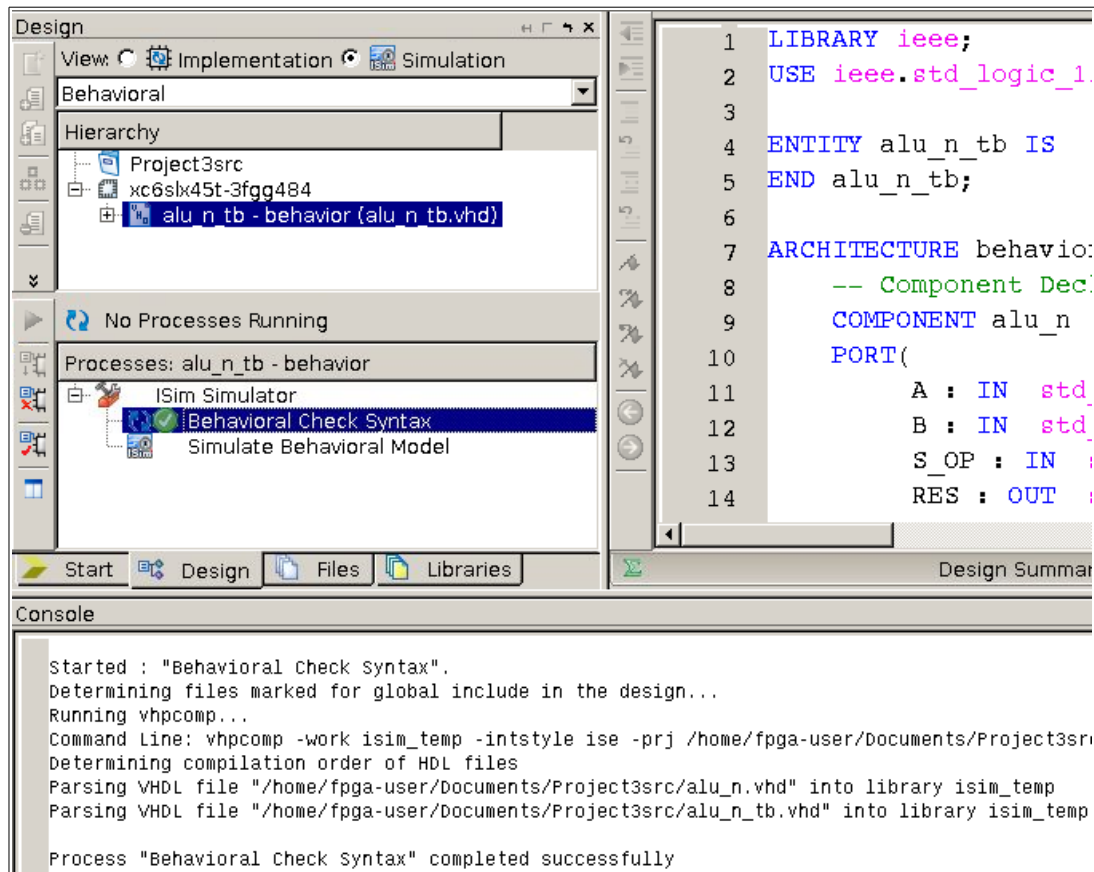 Design
View: Implementation Simulation
Behavioral
Hierarchy
Project3src
xc6slx45t-3fgg484
alu_n_tb - behavior (alu_n_tb.vhd)
No Processes Running
Processes: alu_n_tb - behavior
ISim Simulator
Behavioral Check Syntax
Simulate Behavioral Model
Start Design Files Libraries
1 LIBRARY ieee;
2 USE ieee.std_logic_1
3
4 ENTITY alu_n_tb IS
5 END alu_n_tb;
6
7 ARCHITECTURE behavior
8 -- Component Decl
9 COMPONENT alu_n
10 PORT(
11 A : IN std_
12 B : IN std_
13 S_OP : IN s
14 RES : OUT s
Design Summar
Console
Started : "Behavioral Check Syntax".
Determining files marked for global include in the design...
Running vhpcomp...
Command Line: vhpcomp -work isim_temp -intstyle ise -prj /home/fpga-user/Documents/Project3sr
Determining compilation order of HDL files
Parsing VHDL file "/home/fpga-user/Documents/Project3src/alu_n.vhd" into library isim_temp
Parsing VHDL file "/home/fpga-user/Documents/Project3src/alu_n_tb.vhd" into library isim_temp
Process "Behavioral Check Syntax" completed successfully